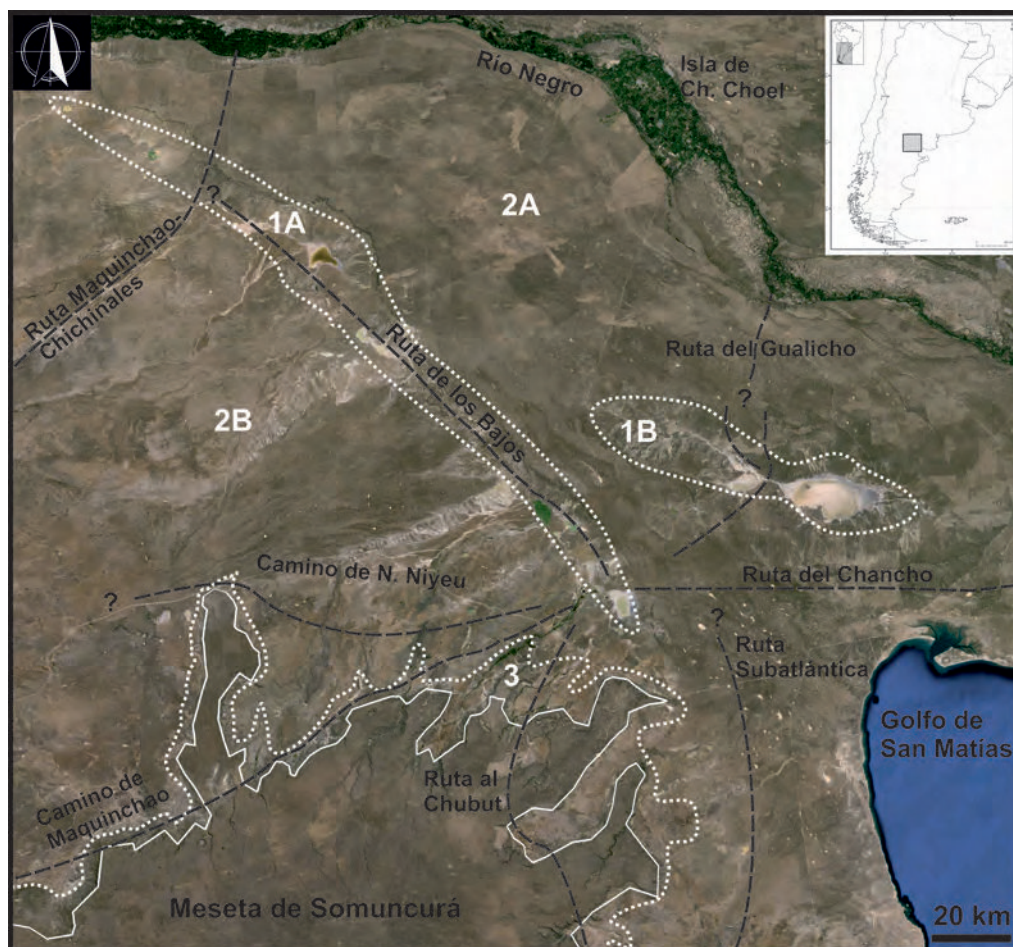 Río Negro
Isla de
Ch. Choel
2A
?
1A
Ruta Maquinchao-
Chichinales
Ruta de los Bajos
Ruta del Gualicho
?
2B
1B
Camino de N. Niyeu
Ruta del Chancho
?
?
Ruta
Subatlántica
3
Golfo de
San Matías
Ruta al
Chubut
Camino de
Maquinchao
Meseta de Somuncurá
20 km